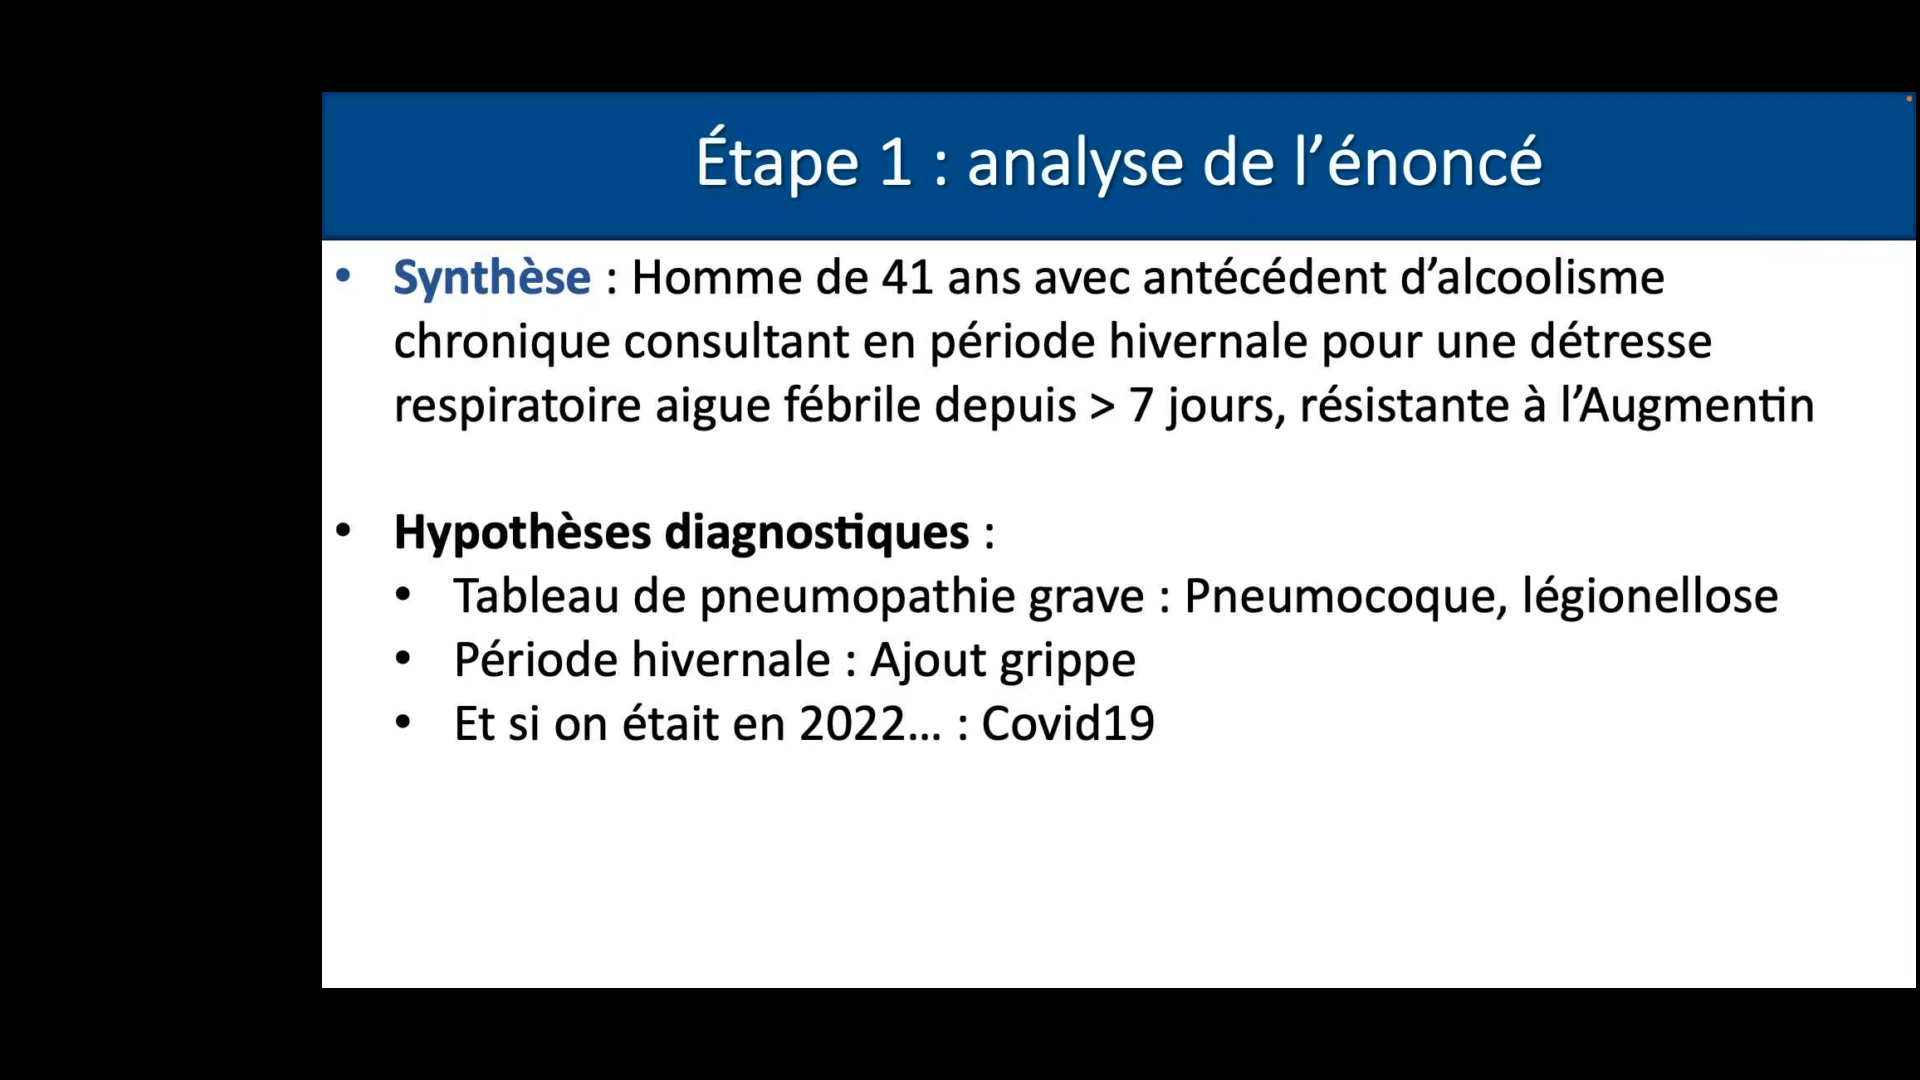 Étape 1 : analyse de l’énoncé
• Synthèse : Homme de 41 ans avec antécédent d’alcoolisme
chronique consultant en période hivernale pour une détresse
respiratoire aigue fébrile depuis > 7 jours, résistante à l’Augmentin
• Hypothèses diagnostiques :
• Tableau de pneumopathie grave : Pneumocoque, légionellose
• Période hivernale : Ajout grippe
• Et si on était en 2022… : Covid19